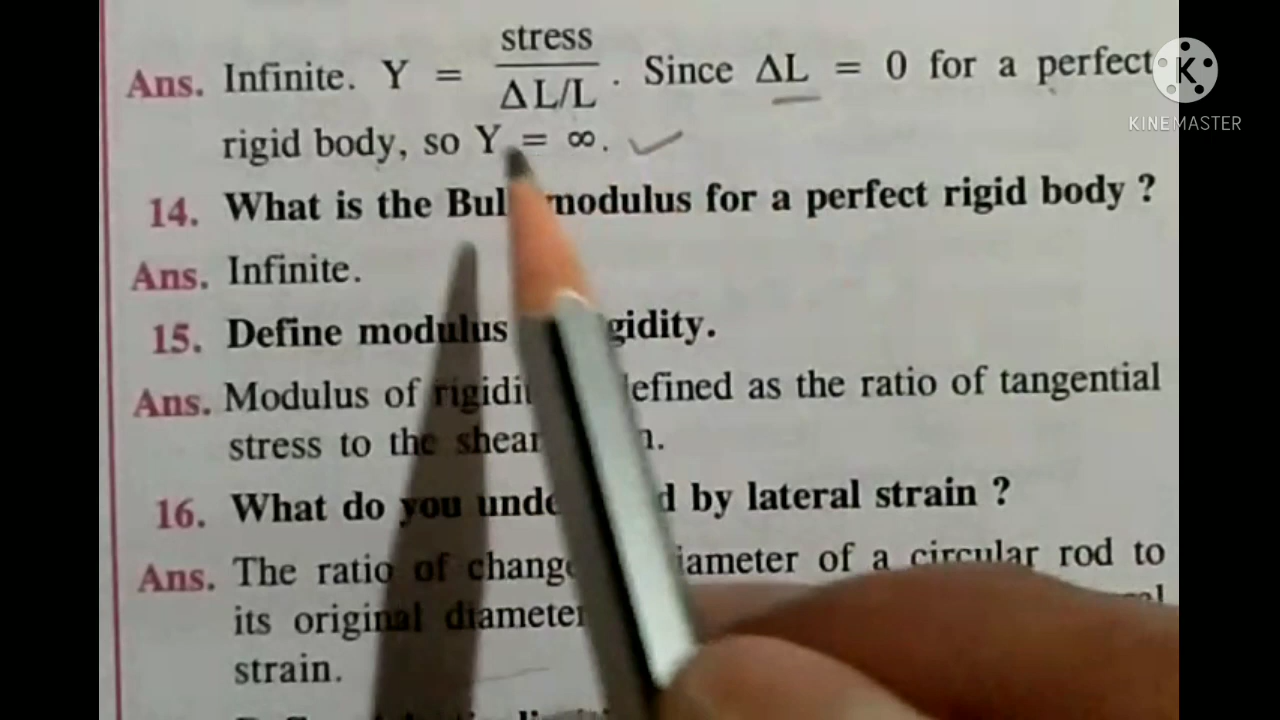 Ans. Infinite. Y = stress / ΔL/L . Since ΔL = 0 for a perfect
rigid body, so Y = ∞.
14. What is the Bul modulus for a perfect rigid body ?
Ans. Infinite.
15. Define modulus gidity.
Ans. Modulus of rigidi efined as the ratio of tangential
stress to the shear n.
16. What do you unde d by lateral strain ?
Ans. The ratio of change iameter of a circular rod to
its original diameter
strain.
K
KINEMASTER